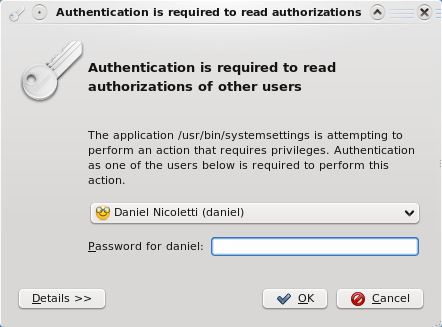 Authentication is required to read authorizations
Authentication is required to read
authorizations of other users
The application /usr/bin/systemsettings is attempting to
perform an action that requires privileges. Authentication
as one of the users below is required to perform this
action.
Daniel Nicoletti (daniel)
Password for daniel:
Details >>
OK
Cancel